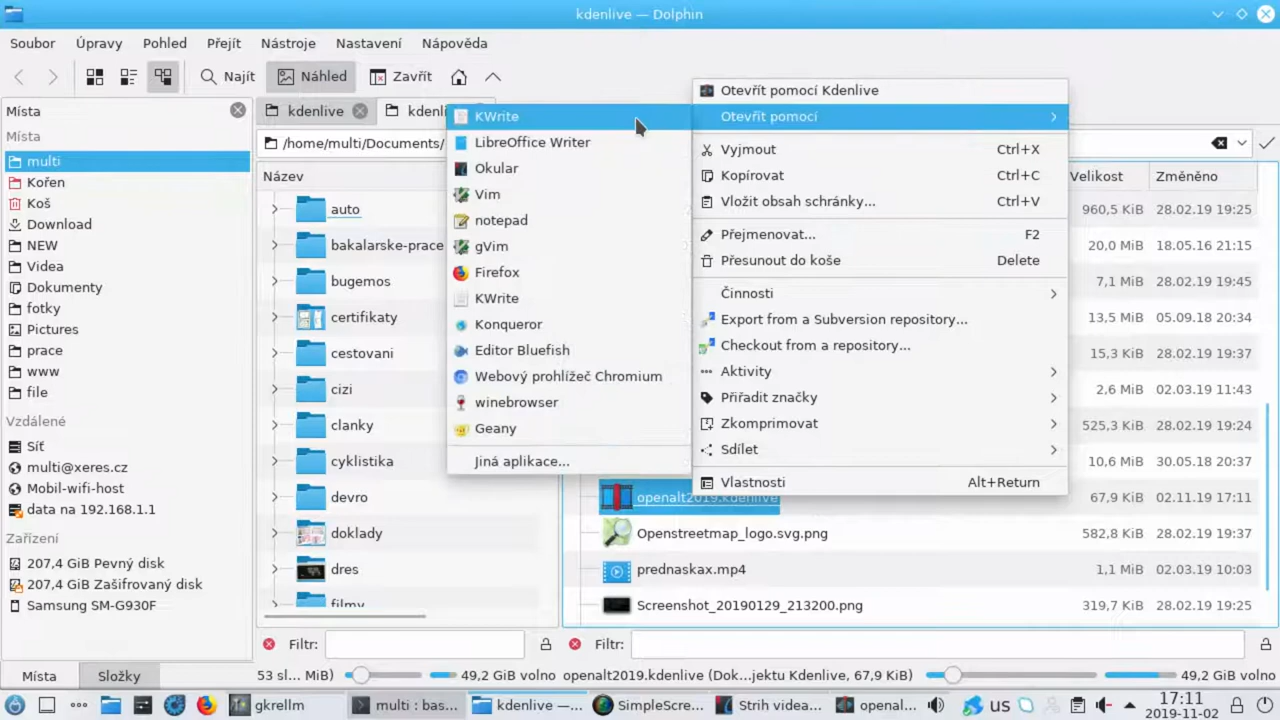 kdenlive — Dolphin
Soubor Úpravy Pohled Přejít Nástroje Nastavení Nápověda
Najít Náhled Zavřít
Místa
Místa
multi
Kořen
Koš
Download
NEW
Videa
Dokumenty
fotky
Pictures
prace
www
file
Vzdálené
Síť
multi@xeres.cz
Mobil-wifi-host
data na 192.168.1.1
Zařízení
207,4 GiB Pevný disk
207,4 GiB Zašifrovaný disk
Samsung SM-G930F
Místa Složky
kdenlive
/home/multi/Documents/
Název
auto
bakalarske-prace
bugemos
certifikaty
cestovani
cizi
clanky
cyklistika
devro
doklady
dres
filmy
Filtr:
53 sl... MiB) 49,2 GiB volno
KWrite
LibreOffice Writer
Okular
Vim
notepad
gVim
Firefox
KWrite
Konqueror
Editor Bluefish
Webový prohlížeč Chromium
winebrowser
Geany
Jiná aplikace...
Otevřít pomocí Kdenlive
Otevřít pomocí
Vyjmout Ctrl+X
Kopírovat Ctrl+C
Vložit obsah schránky... Ctrl+V
Přejmenovat... F2
Přesunout do koše Delete
Činnosti
Export from a Subversion repository...
Checkout from a repository...
Aktivity
Přiřadit značky
Zkomprimovat
Sdílet
Vlastnosti Alt+Return
Velikost Změněno
960,5 KiB 28.02.19 19:25
20,0 MiB 18.05.16 21:15
7,1 MiB 28.02.19 19:45
13,5 MiB 05.09.18 20:34
15,3 MiB 28.02.19 19:37
2,6 MiB 02.03.19 11:43
525,3 KiB 28.02.19 19:24
10,6 MiB 30.05.18 20:37
openalt2019.kdenlive 67,9 KiB 02.11.19 17:11
Openstreetmap_logo.svg.png 582,8 KiB 28.02.19 19:37
prednaskax.mp4 1,1 MiB 02.03.19 10:03
Screenshot_20190129_213200.png 319,7 KiB 28.02.19 19:25
Filtr:
openalt2019.kdenlive (Dok...jektu Kdenlive, 67,9 KiB) 49,2 GiB volno
gkrellm multi : bas... kdenlive —... SimpleScre... Strih videa... openal... us 17:11
2019-11-02